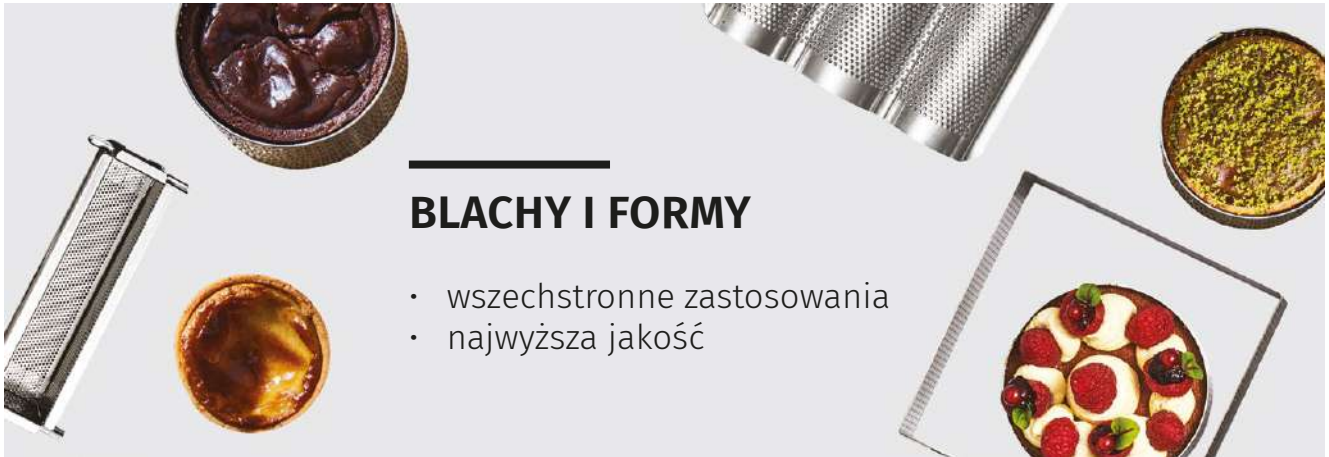 BLACHY I FORMY
• wszechstronne zastosowania
• najwyższa jakość